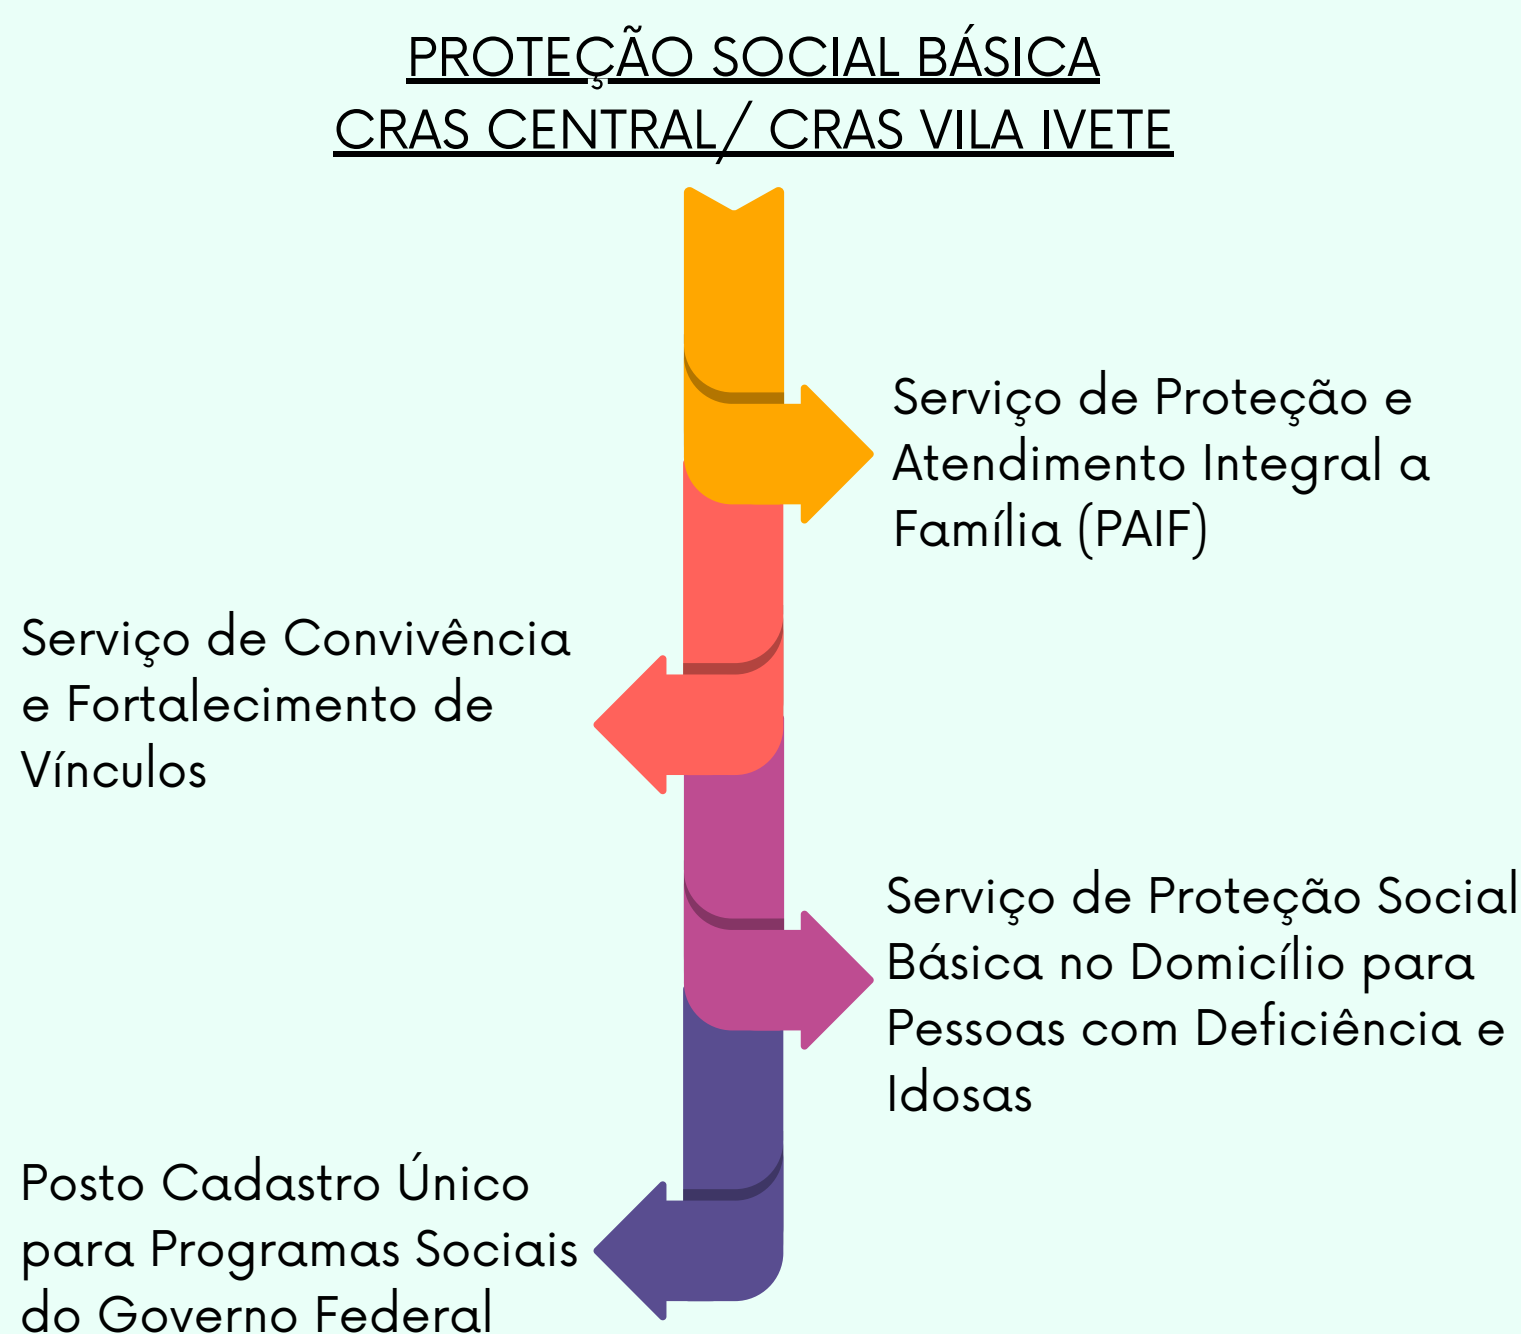 PROTEÇÃO SOCIAL BÁSICA
CRAS CENTRAL/ CRAS VILA IVETE
Serviço de Proteção e
Atendimento Integral a
Família (PAIF)
Serviço de Convivência
e Fortalecimento de
Vínculos
Serviço de Proteção Social
Básica no Domicílio para
Pessoas com Deficiência e
Idosas
Posto Cadastro Único
para Programas Sociais
do Governo Federal